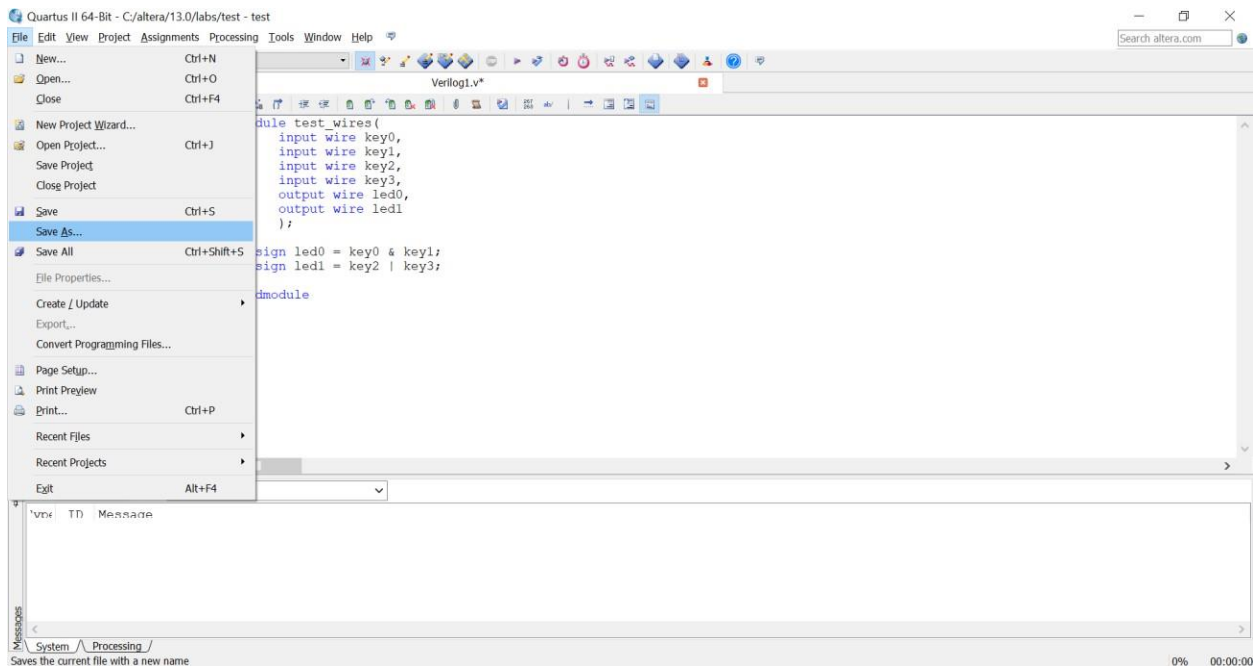 Quartus II 64-Bit - C:/altera/13.0/labs/test - test
File Edit View Project Assignments Processing Tools Window Help
Search altera.com
New... Ctrl+N
Open... Ctrl+O
Close Ctrl+F4
New Project Wizard...
Open Project... Ctrl+J
Save Project
Close Project
Save Ctrl+S
Save As...
Save All Ctrl+Shift+S
File Properties...
Create / Update
Export...
Convert Programming Files...
Page Setup...
Print Preview
Print... Ctrl+P
Recent Files
Recent Projects
Exit Alt+F4
Verilog1.v*
dule test_wires(
input wire key0,
input wire key1,
input wire key2,
input wire key3,
output wire led0,
output wire led1
);
sign led0 = key0 & key1;
sign led1 = key2 | key3;
dmodule
ID Message
Messages
System Processing
Saves the current file with a new name
0% 00:00:00